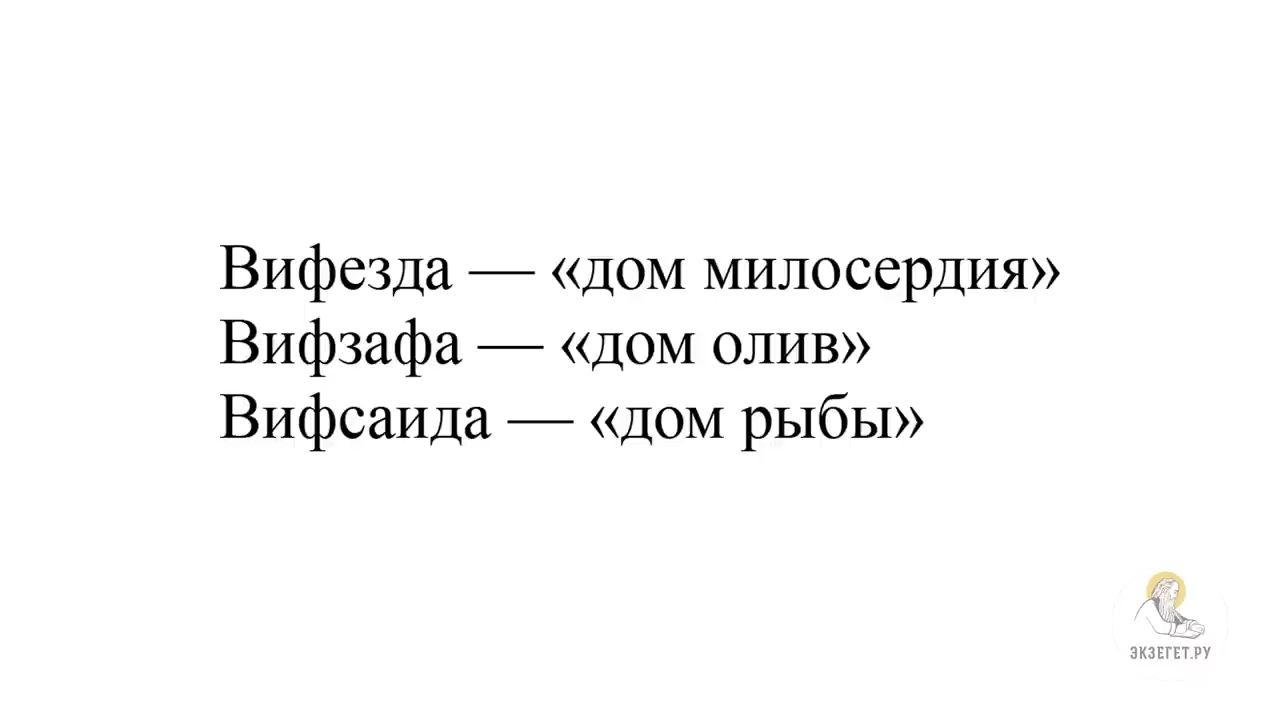 Вифезда — «дом милосердия»
Вифзафа — «дом олив»
Вифсаида — «дом рыбы»
ЭКЗЕГЕТ.РУ